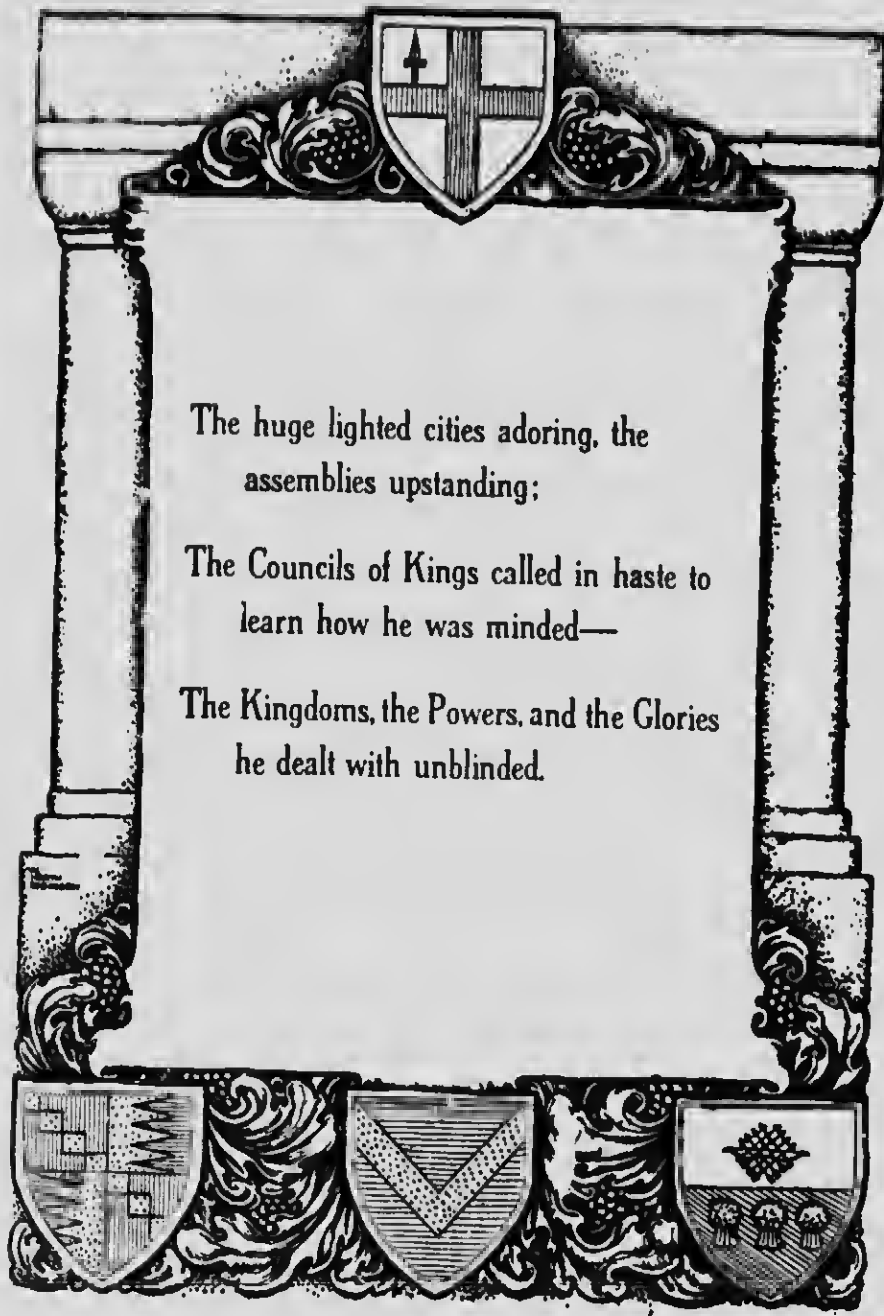 The huge lighted cities adoring, the
assemblies upstanding;
The Councils of Kings called in haste to
learn how he was minded—
The Kingdoms, the Powers, and the Glories
he dealt with unblinded.